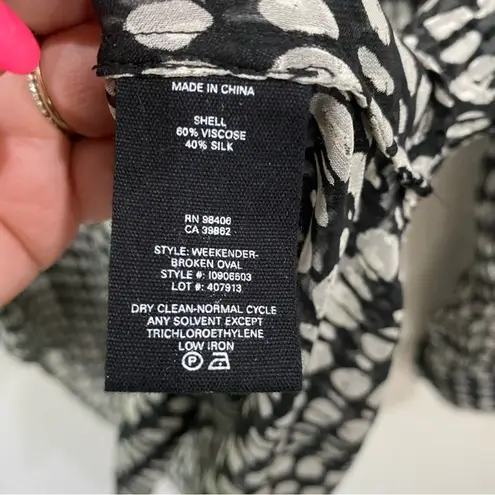 MADE IN CHINA
SHELL
60% VISCOSE
40% SILK
RN 98406
CA 39862
STYLE: WEEKENDER-
BROKEN OVAL
STYLE #: I0906503
LOT #: 407913
DRY CLEAN-NORMAL CYCLE
ANY SOLVENT EXCEPT
TRICHLOROETHYLENE
LOW IRON
P